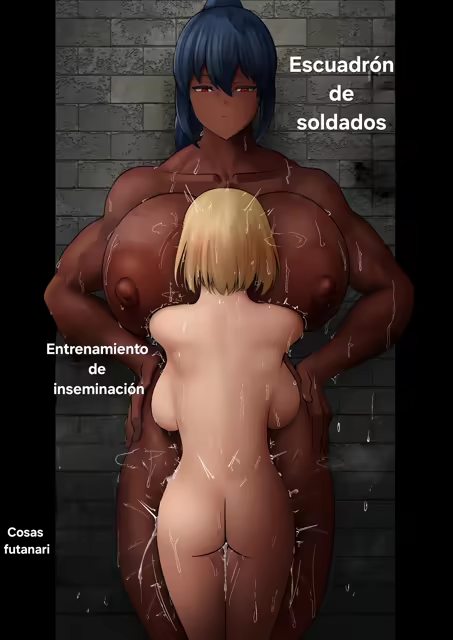 Escuadrón
de
soldados
Entrenamiento
de
inseminación
Cosas
futanari